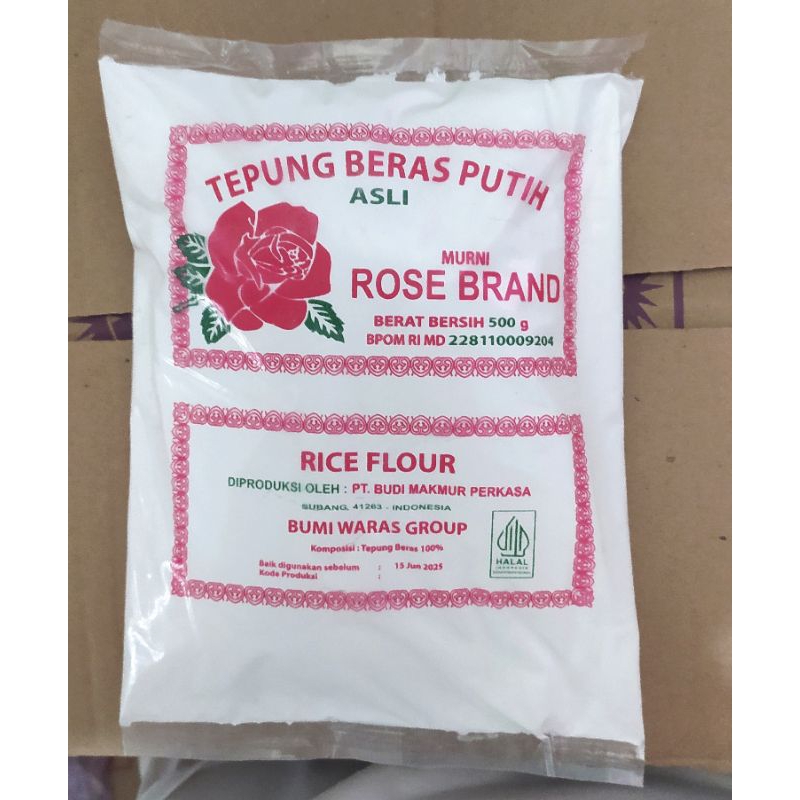 TEPUNG BERAS PUTIH
ASLI
MURNI
ROSE BRAND
BERAT BERSIH 500 g
BPOM RI MD 228110009204
RICE FLOUR
DIPRODUKSI OLEH : PT. BUDI MAKMUR PERKASA
SUBANG, 41263 - INDONESIA
BUMI WARAS GROUP
Komposisi : Tepung Beras 100%
Baik digunakan sebelum : 15 Jun 2025
Kode Produksi :
HALAL
INDONESIA